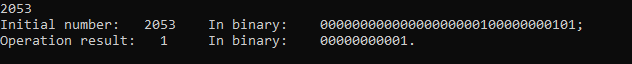 2053
Initial number:   2053    In binary:    00000000000000000000100000000101;
Operation result:   1     In binary:    00000000001.